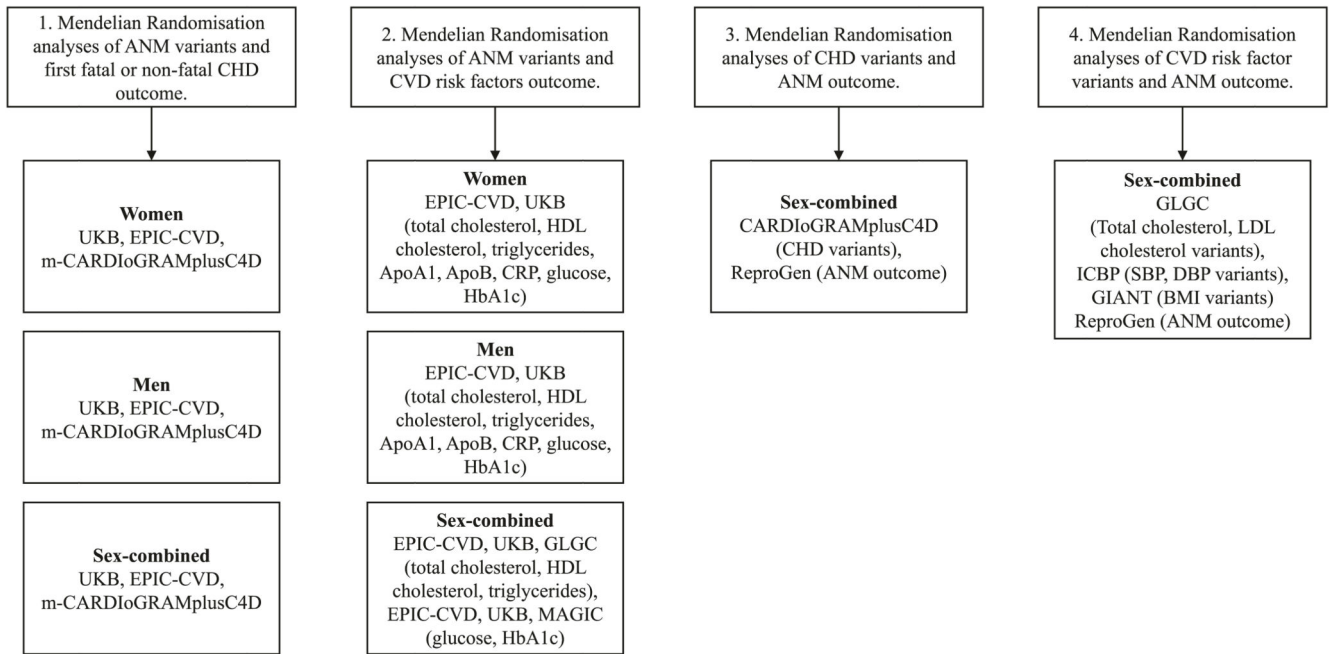 1. Mendelian Randomisation
analyses of ANM variants and
first fatal or non-fatal CHD
outcome.
Women
UKB, EPIC-CVD,
m-CARDIoGRAMplusC4D
Men
UKB, EPIC-CVD,
m-CARDIoGRAMplusC4D
Sex-combined
UKB, EPIC-CVD,
m-CARDIoGRAMplusC4D
2. Mendelian Randomisation
analyses of ANM variants and
CVD risk factors outcome.
Women
EPIC-CVD, UKB
(total cholesterol, HDL
cholesterol, triglycerides,
ApoA1, ApoB, CRP, glucose,
HbA1c)
Men
EPIC-CVD, UKB
(total cholesterol, HDL
cholesterol, triglycerides,
ApoA1, ApoB, CRP, glucose,
HbA1c)
Sex-combined
EPIC-CVD, UKB, GLGC
(total cholesterol, HDL
cholesterol, triglycerides),
EPIC-CVD, UKB, MAGIC
(glucose, HbA1c)
3. Mendelian Randomisation
analyses of CHD variants and
ANM outcome.
Sex-combined
CARDIoGRAMplusC4D
(CHD variants),
ReproGen (ANM outcome)
4. Mendelian Randomisation
analyses of CVD risk factor
variants and ANM outcome.
Sex-combined
GLGC
(Total cholesterol, LDL
cholesterol variants),
ICBP (SBP, DBP variants),
GIANT (BMI variants)
ReproGen (ANM outcome)